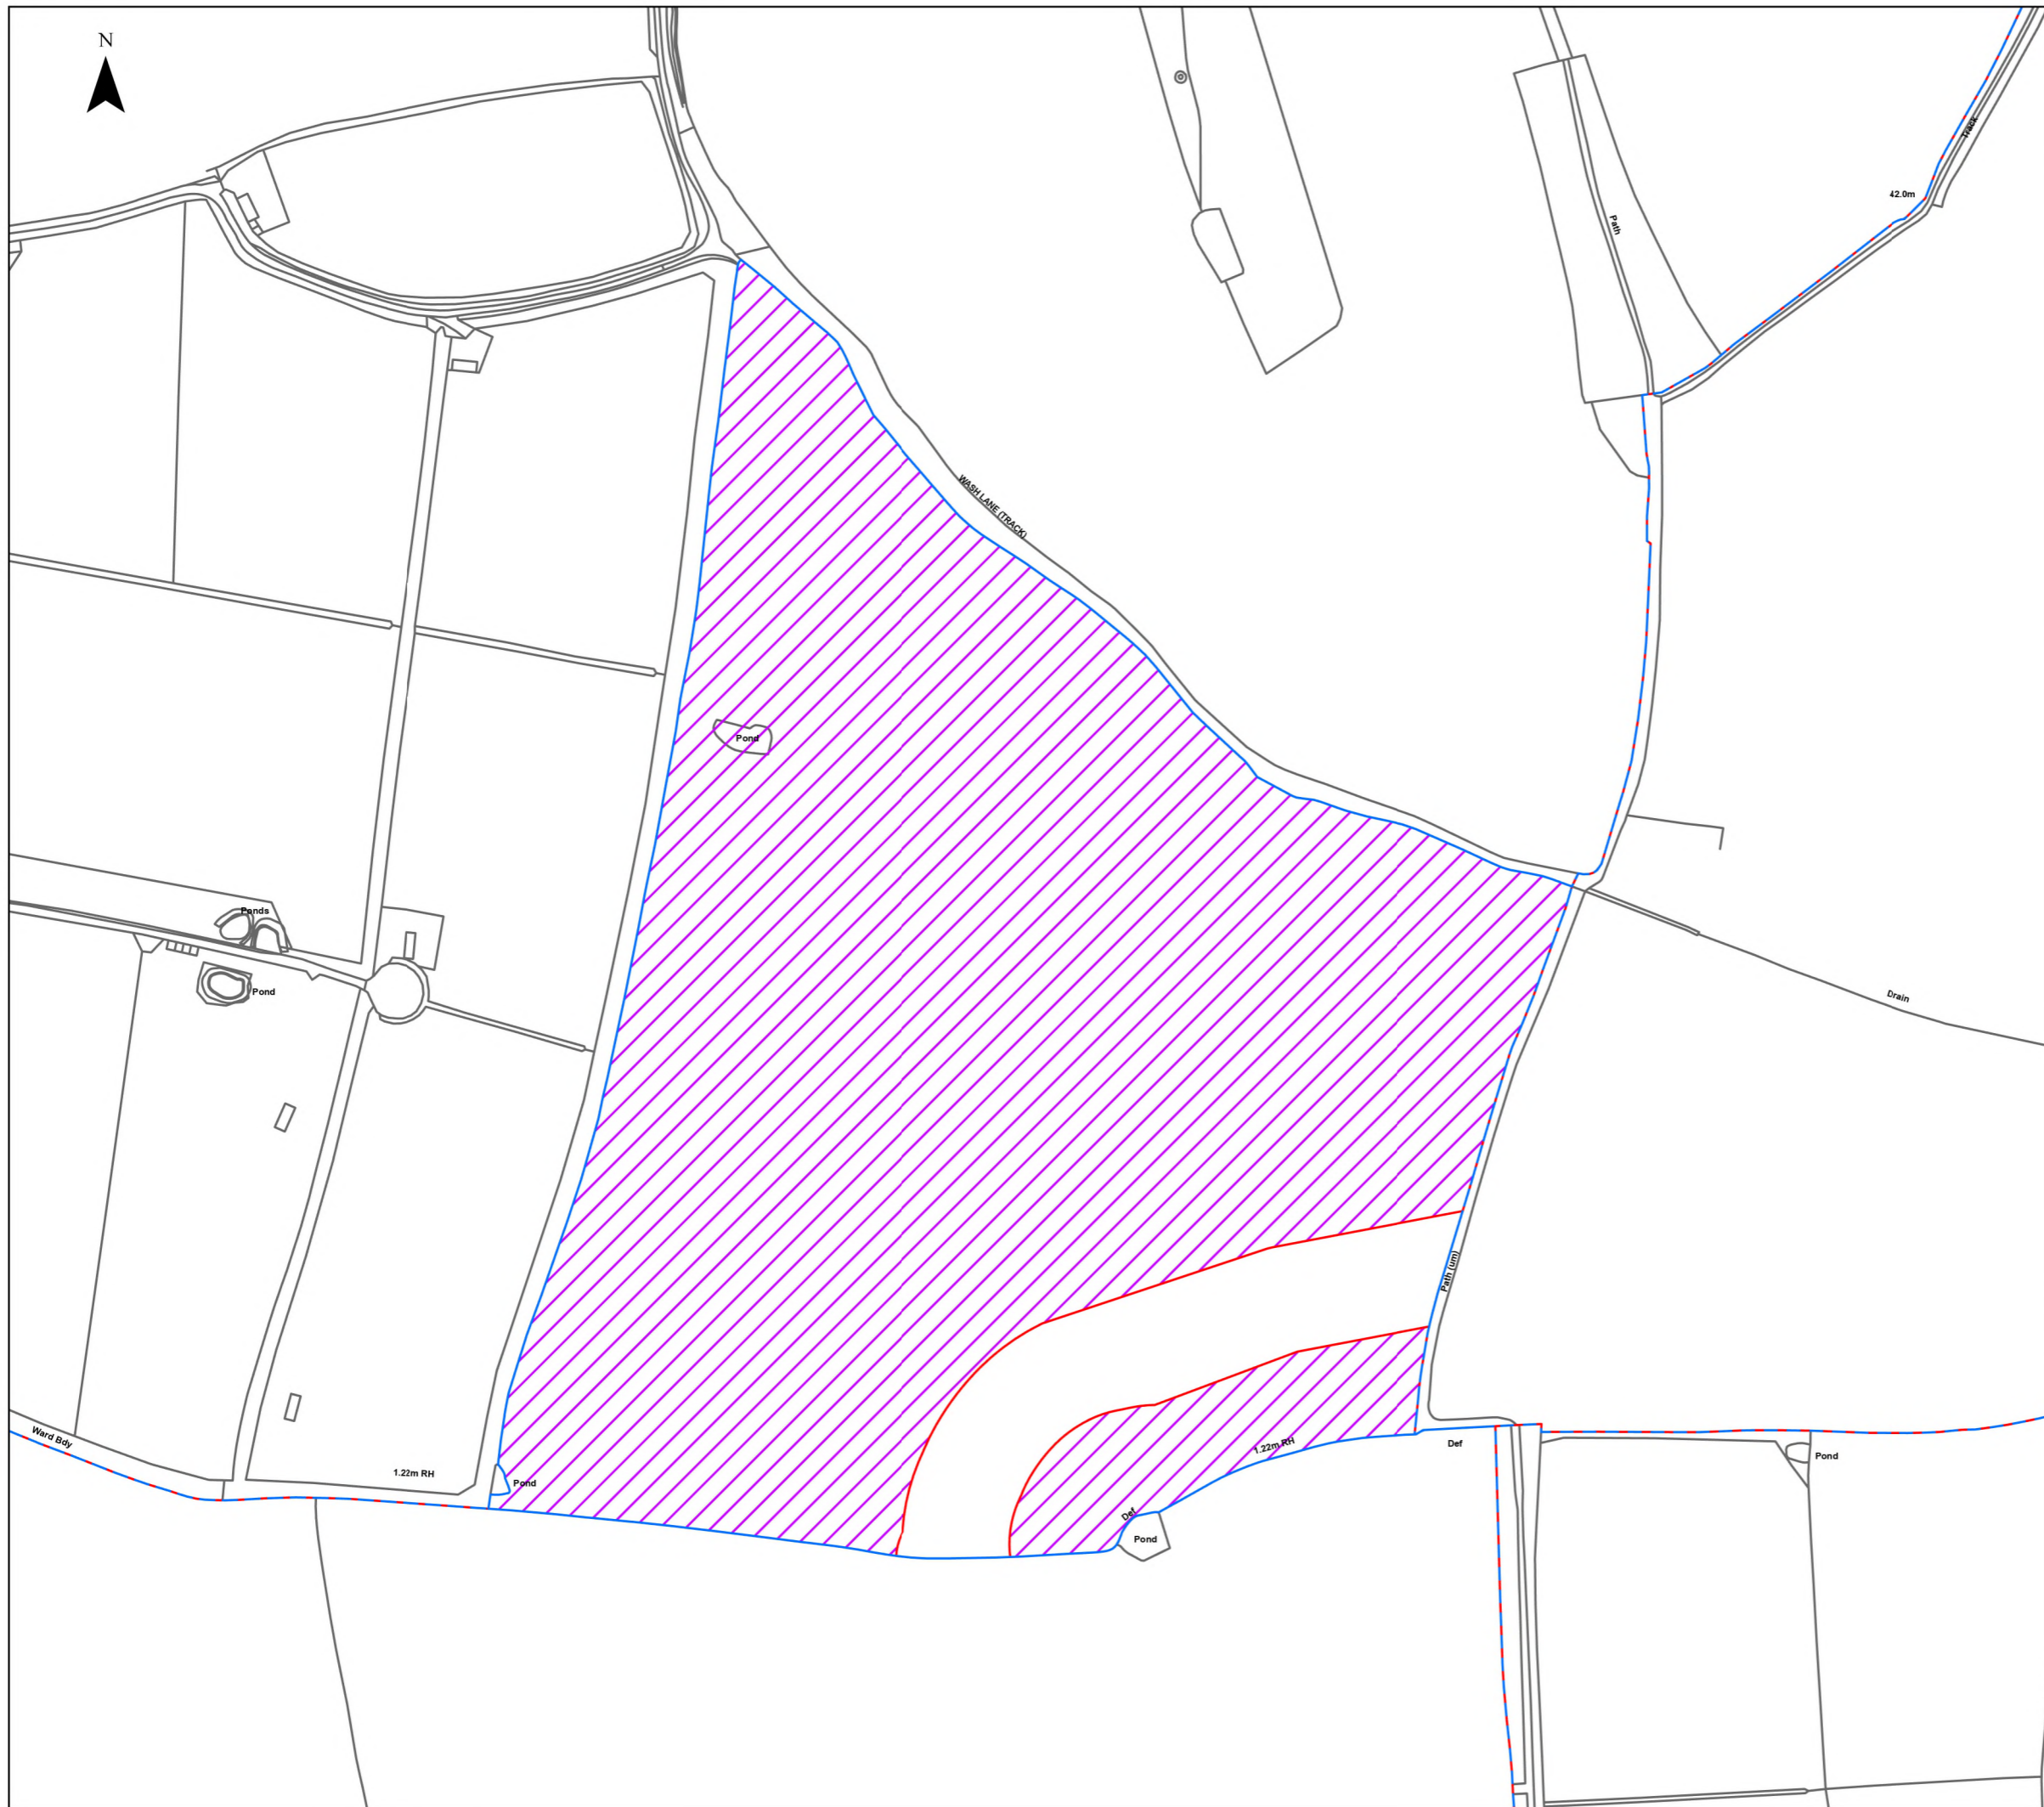 N
Track
42.0m
Path
WASH LANE (TRACK)
Pond
Ponds
Pond
Drain
Path (um)
Ward Bdy
1.22m RH
Pond
1.22m RH
Def
Pond
Def
Pond